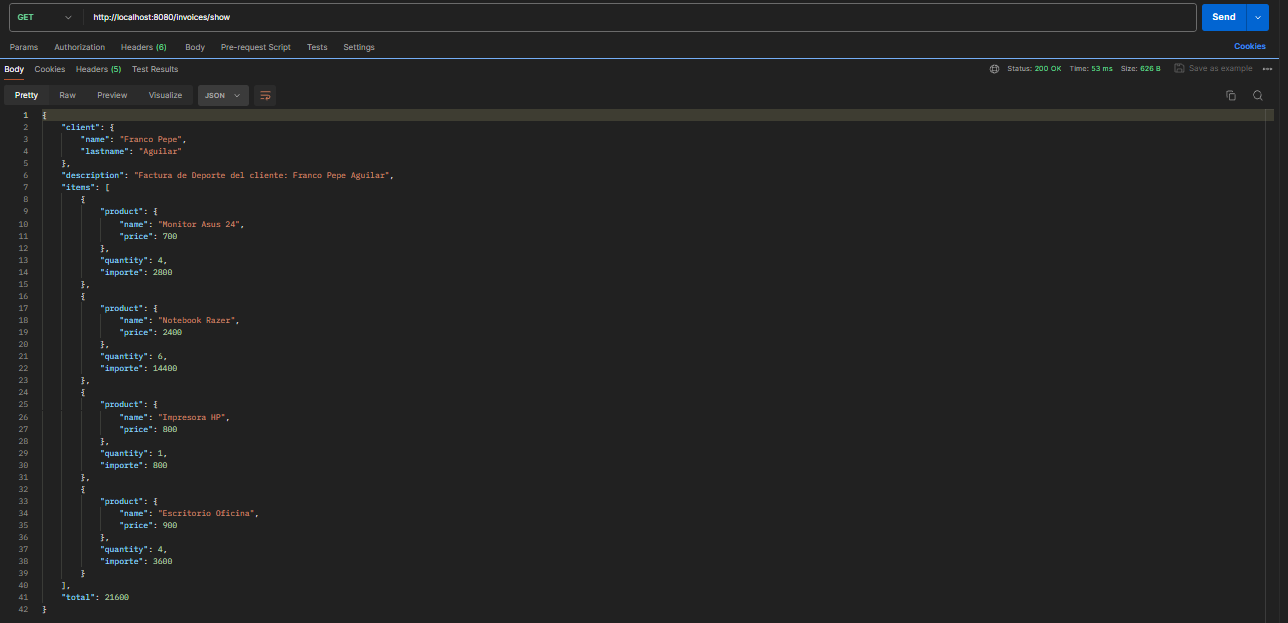 GET http://localhost:8080/invoices/show Send
Params Authorization Headers (6) Body Pre-request Script Tests Settings Cookies
Body Cookies Headers (5) Test Results Status: 200 OK Time: 53 ms Size: 626 B Save as example
Pretty Raw Preview Visualize JSON
1 {
2 "client": {
3 "name": "Franco Pepe",
4 "lastname": "Aguilar"
5 },
6 "description": "Factura de Deporte del cliente: Franco Pepe Aguilar",
7 "items": [
8 {
9 "product": {
10 "name": "Monitor Asus 24",
11 "price": 700
12 },
13 "quantity": 4,
14 "importe": 2800
15 },
16 {
17 "product": {
18 "name": "Notebook Razer",
19 "price": 2400
20 },
21 "quantity": 6,
22 "importe": 14400
23 },
24 {
25 "product": {
26 "name": "Impresora HP",
27 "price": 800
28 },
29 "quantity": 1,
30 "importe": 800
31 },
32 {
33 "product": {
34 "name": "Escritorio Oficina",
35 "price": 900
36 },
37 "quantity": 4,
38 "importe": 3600
39 }
40 ],
41 "total": 21600
42 }